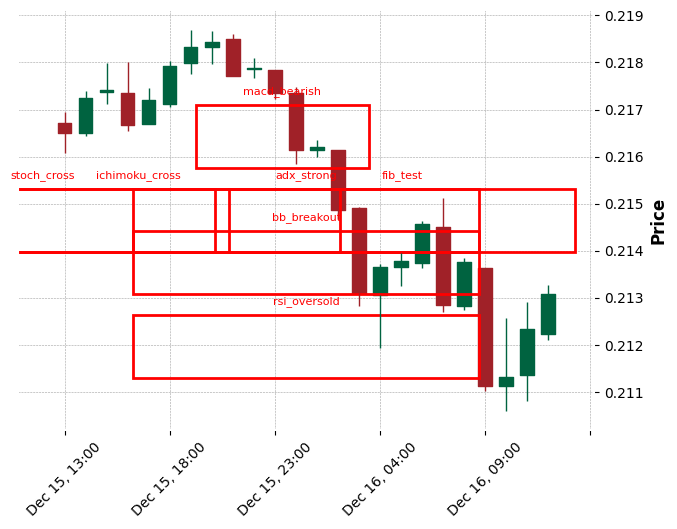 0.219
0.218
macd_bearish
0.217
0.216
stoch_cross ichimoku_cross adx_strong fib_test
0.215
bb_breakout
0.214
rsi_oversold
0.213
0.212
0.211
Price
Dec 15, 13:00
Dec 15, 18:00
Dec 15, 23:00
Dec 16, 04:00
Dec 16, 09:00